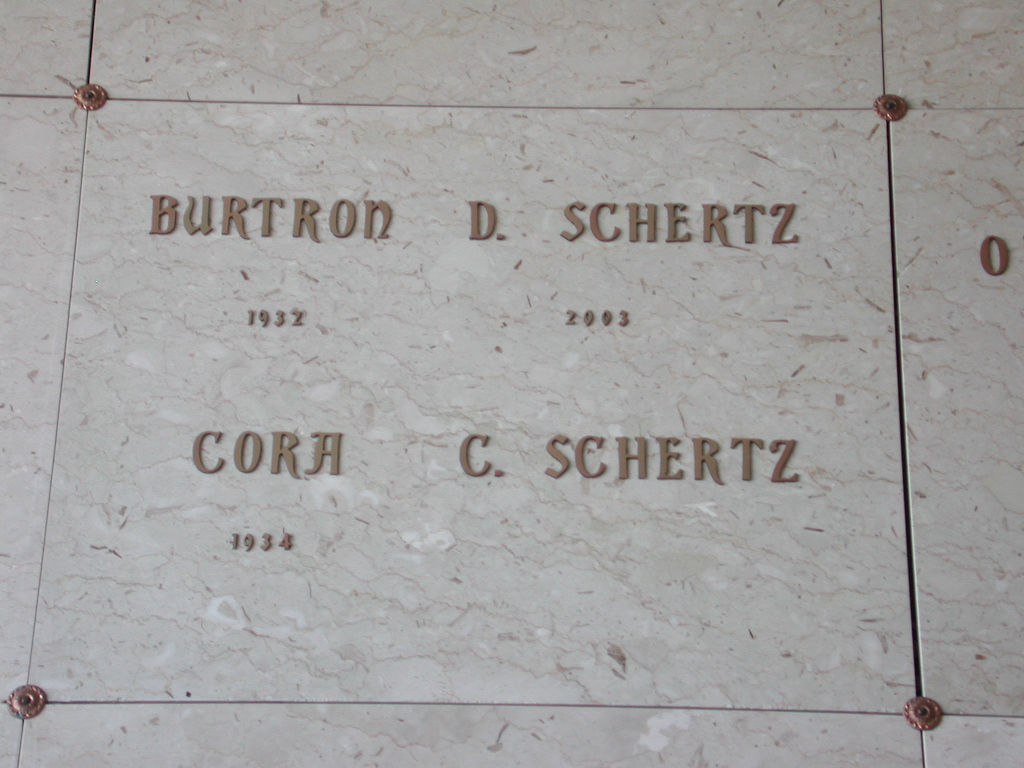 BURTRON D. SCHERTZ
1932 2003
CORA C. SCHERTZ
1934
O